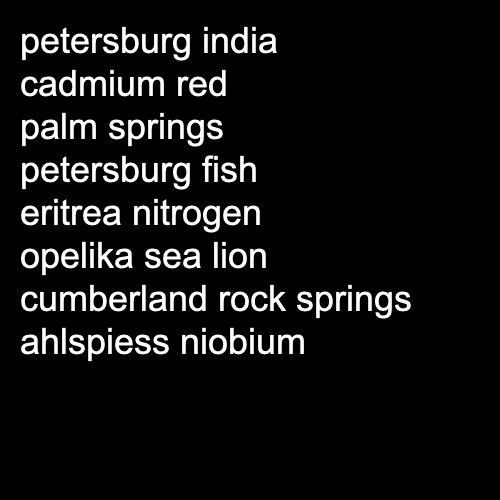 petersburg india
cadmium red
palm springs
petersburg fish
eritrea nitrogen
opelika sea lion
cumberland rock springs
ahlspiess niobium